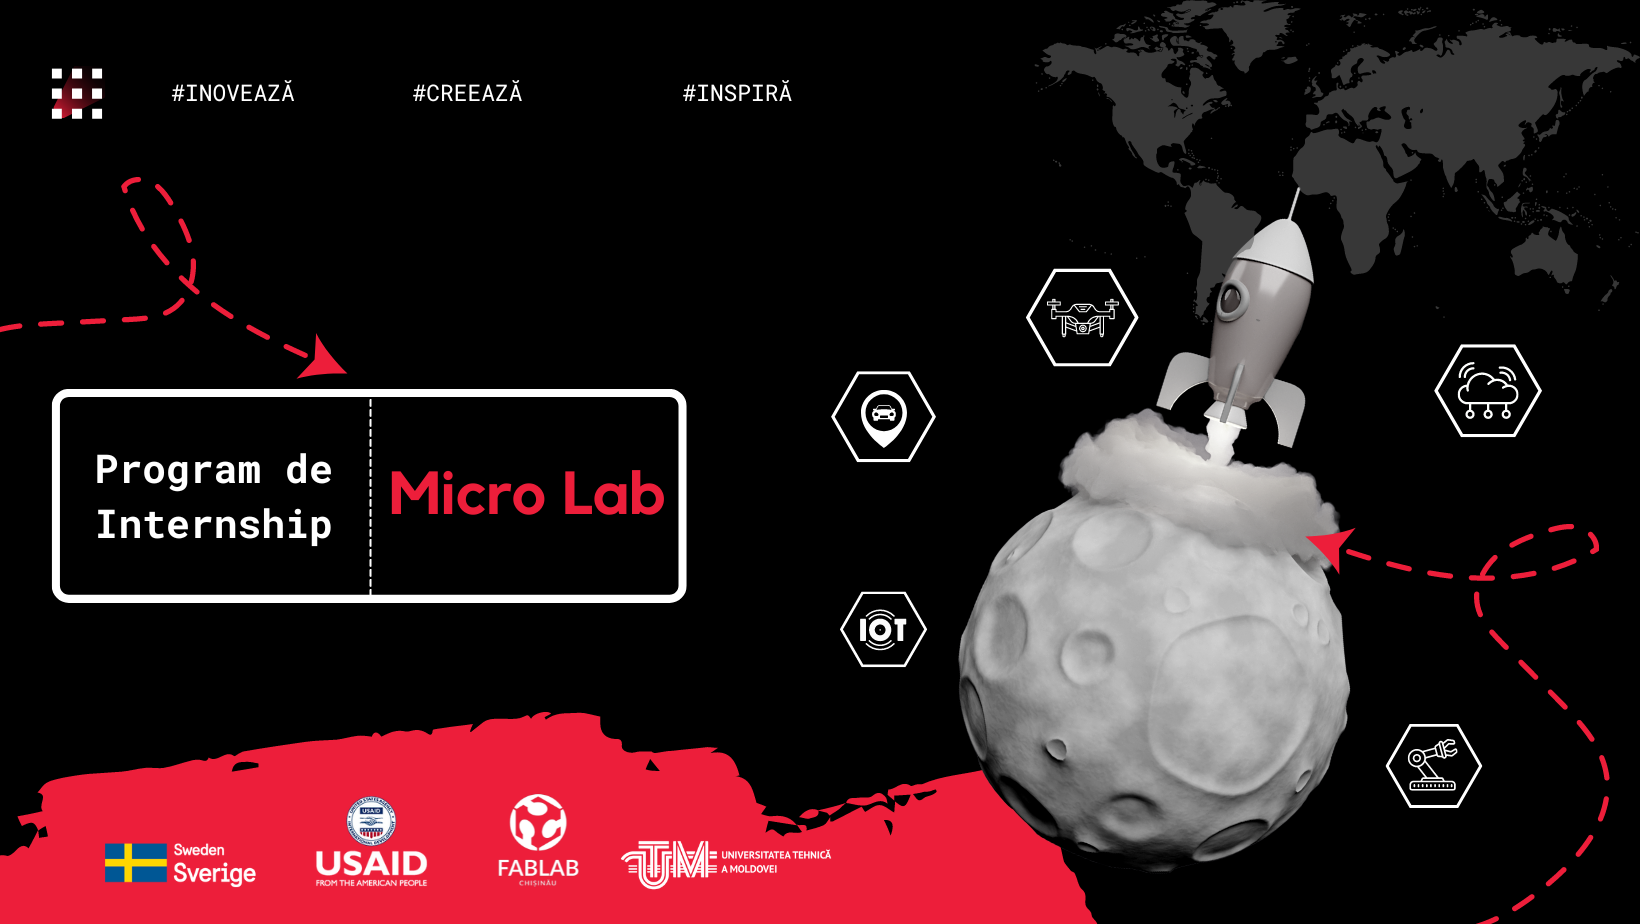 #INOVEAZĂ
#CREEAZĂ
#INSPIRĂ
Program de
Internship
Micro Lab
IOT
Sweden
Sverige
USAID
USAID
FROM THE AMERICAN PEOPLE
FABLAB
CHIȘINĂU
UTM
UNIVERSITATEA TEHNICĂ
A MOLDOVEI